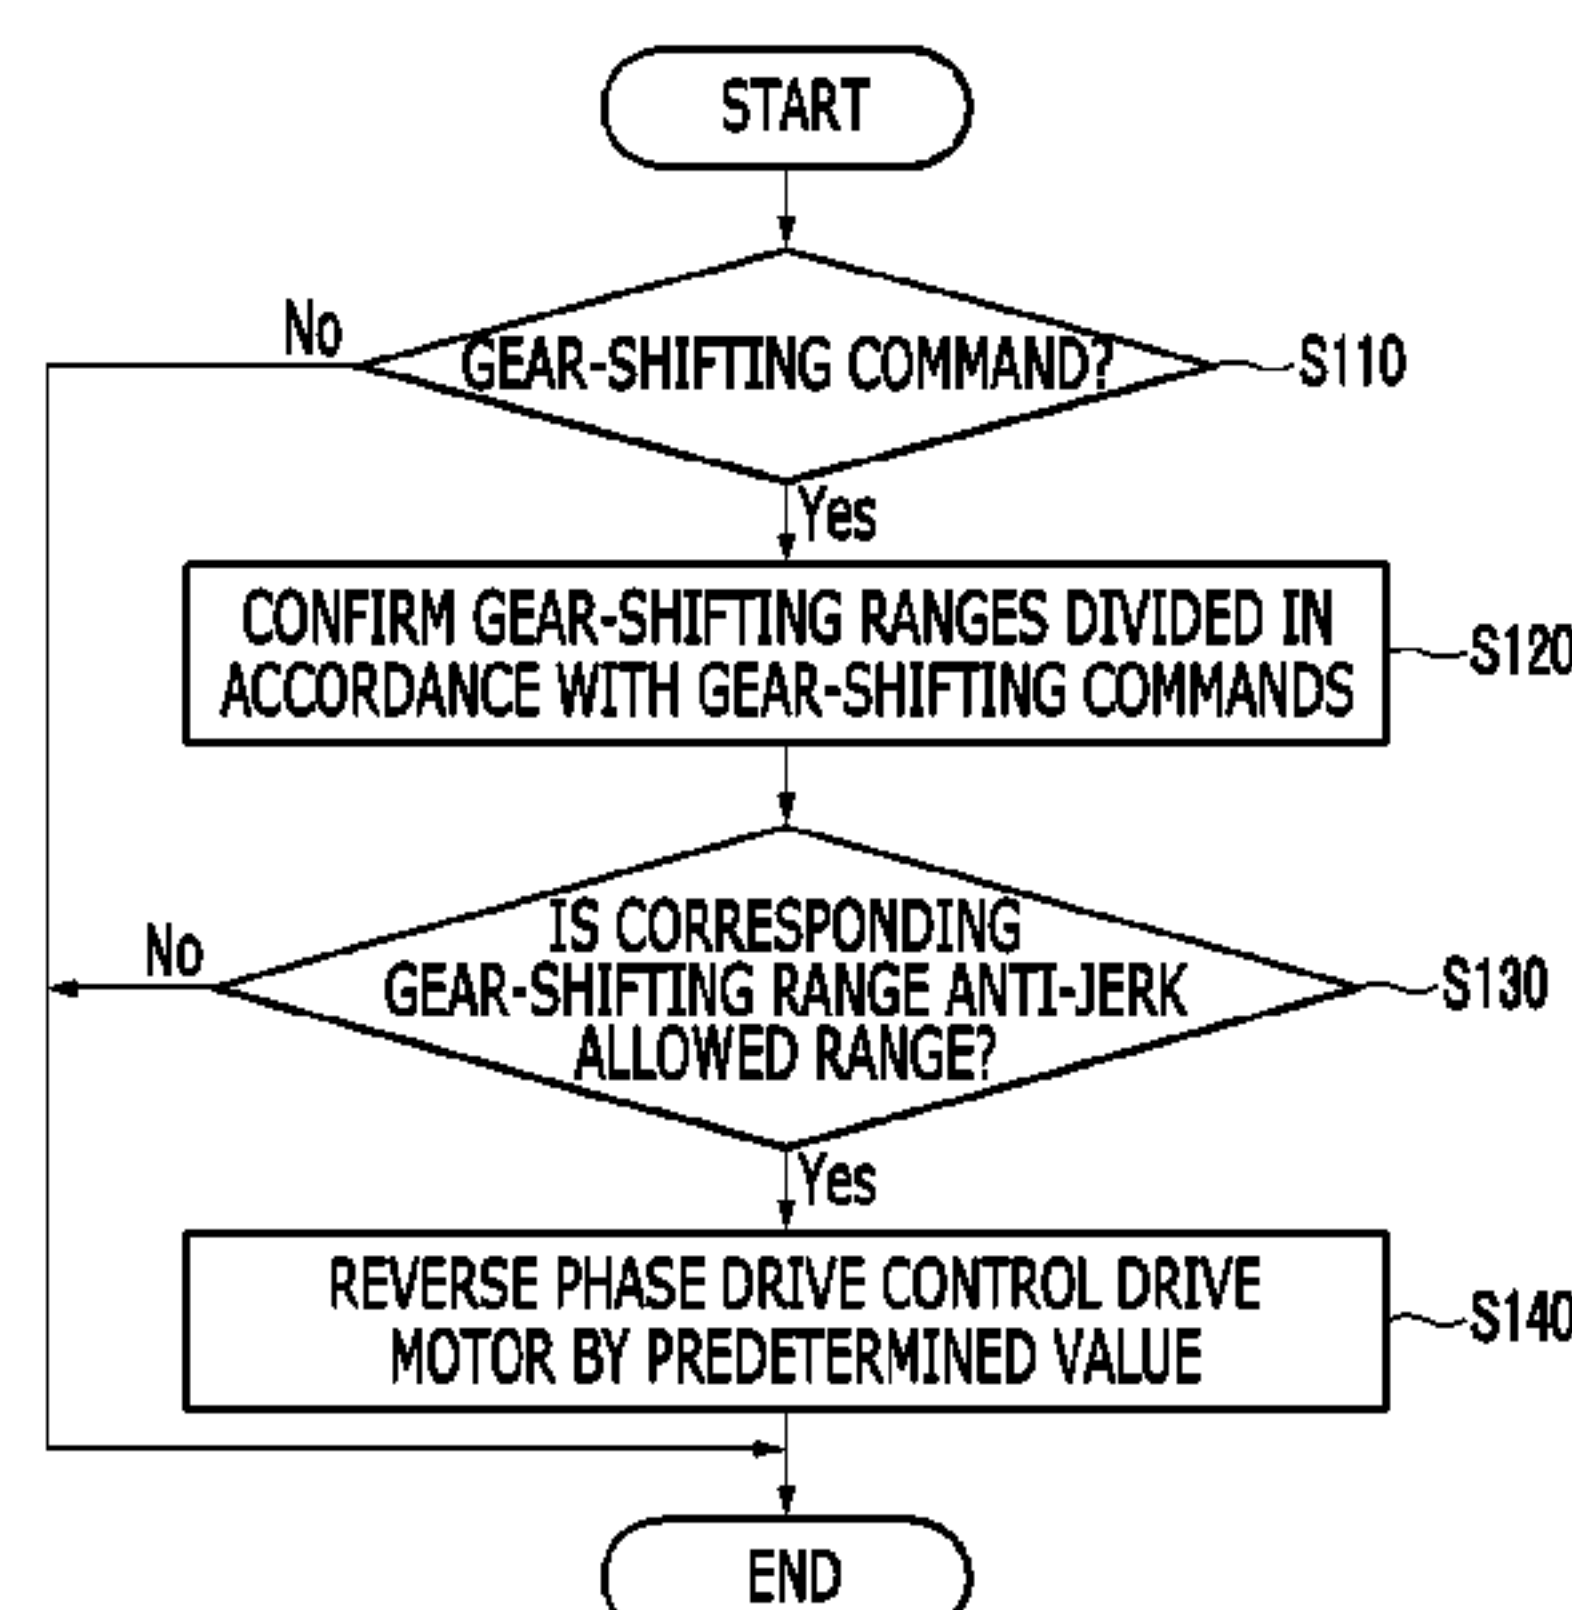 START
No
GEAR-SHIFTING COMMAND?
S110
Yes
CONFIRM GEAR-SHIFTING RANGES DIVIDED IN
ACCORDANCE WITH GEAR-SHIFTING COMMANDS
S120
No
IS CORRESPONDING
GEAR-SHIFTING RANGE ANTI-JERK
ALLOWED RANGE?
S130
Yes
REVERSE PHASE DRIVE CONTROL DRIVE
MOTOR BY PREDETERMINED VALUE
S140
END